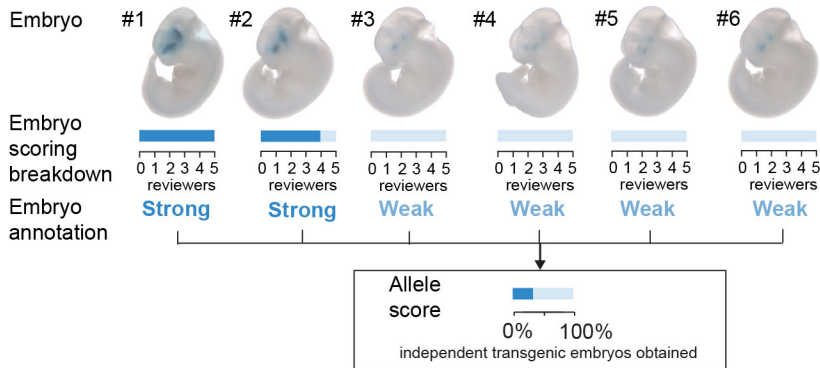 Embryo #1 #2 #3 #4 #5 #6
Embryo
scoring
breakdown
0 1 2 3 4 5 0 1 2 3 4 5 0 1 2 3 4 5 0 1 2 3 4 5 0 1 2 3 4 5 0 1 2 3 4 5
reviewers reviewers reviewers reviewers reviewers reviewers
Embryo
annotation
Strong Strong Weak Weak Weak Weak
Allele
score
0% 100%
independent transgenic embryos obtained